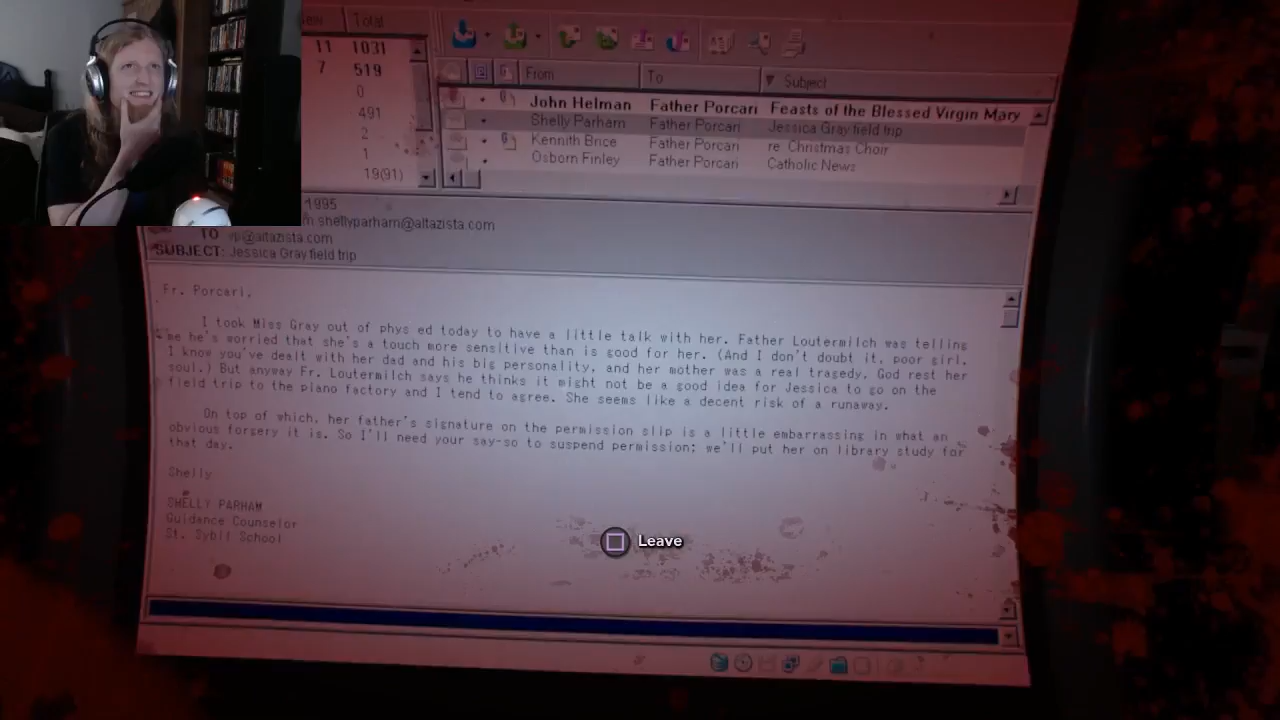 Total
11 1031
7 519
0
491
2
1
19(91)
From To Subject
John Helman Father Porcari Feasts of the Blessed Virgin Mary
Shelly Parham Father Porcari Jessica Gray field trip
Kennith Brice Father Porcari re Christmas Choir
Osborn Finley Father Porcari Catholic News
1995
shellyparham@altazista.com
TO @altazista.com
SUBJECT: Jessica Gray field trip
Fr. Porcari,
I took Miss Gray out of phys ed today to have a little talk with her. Father Loutermilch was telling
me he's worried that she's a touch more sensitive than is good for her. (And I don't doubt it, poor girl.
I know you've dealt with her dad and his big personality, and her mother was a real tragedy, God rest her
soul.) But anyway Fr. Loutermilch says he thinks it might not be a good idea for Jessica to go on the
field trip to the piano factory and I tend to agree. She seems like a decent risk of a runaway.
On top of which, her father's signature on the permission slip is a little embarrassing in what an
obvious forgery it is. So I'll need your say-so to suspend permission; we'll put her on library study for
that day.
Shelly
SHELLY PARHAM
Guidance Counselor
St. Sybil School
Leave